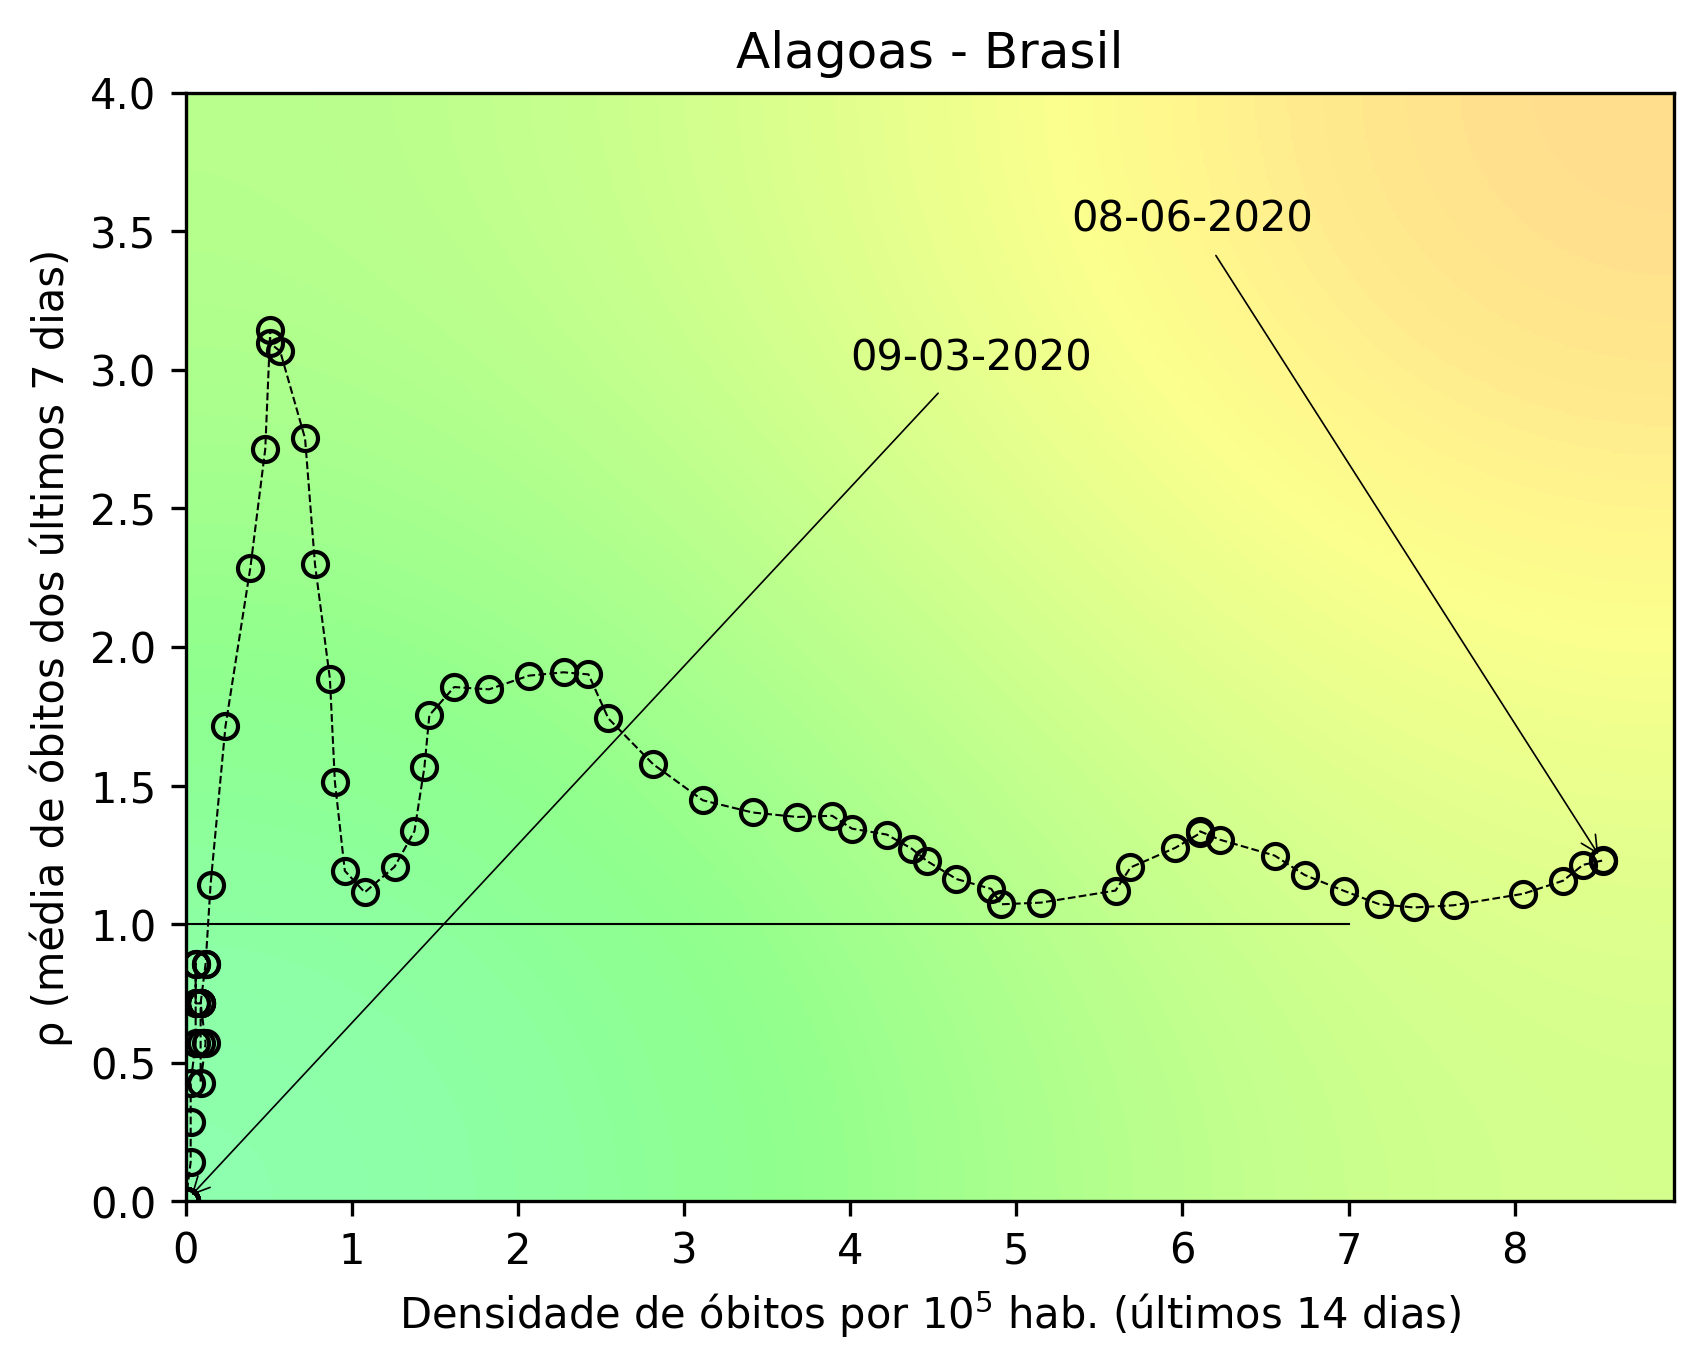 Alagoas - Brasil
4.0
3.5
3.0
2.5
2.0
1.5
1.0
0.5
0.0
ρ (média de óbitos dos últimos 7 dias)
08-06-2020
09-03-2020
0 1 2 3 4 5 6 7 8
Densidade de óbitos por 10⁵ hab. (últimos 14 dias)